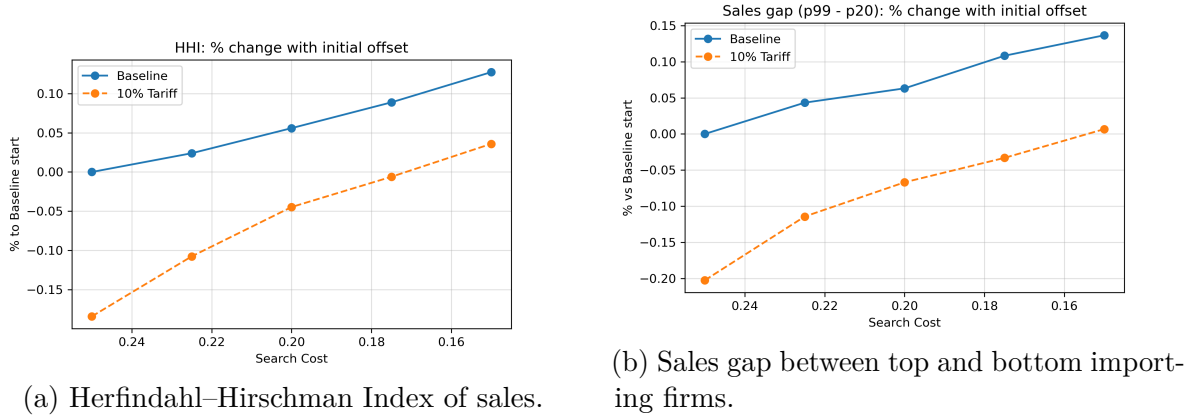 HHI: % change with initial offset
Baseline
10% Tariff
% to Baseline start
0.10
0.05
0.00
−0.05
−0.10
−0.15
0.24
0.22
0.20
0.18
0.16
Search Cost
(a) Herfindahl–Hirschman Index of sales.
Sales gap (p99 - p20): % change with initial offset
Baseline
10% Tariff
% vs Baseline start
0.15
0.10
0.05
0.00
−0.05
−0.10
−0.15
−0.20
0.24
0.22
0.20
0.18
0.16
Search Cost
(b) Sales gap between top and bottom import-
ing firms.